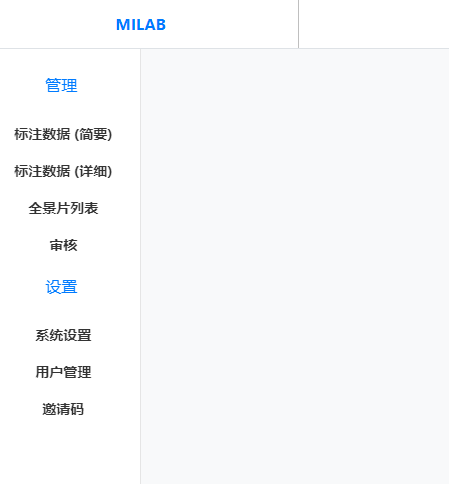 MILAB
管理
标注数据 (简要)
标注数据 (详细)
全景片列表
审核
设置
系统设置
用户管理
邀请码